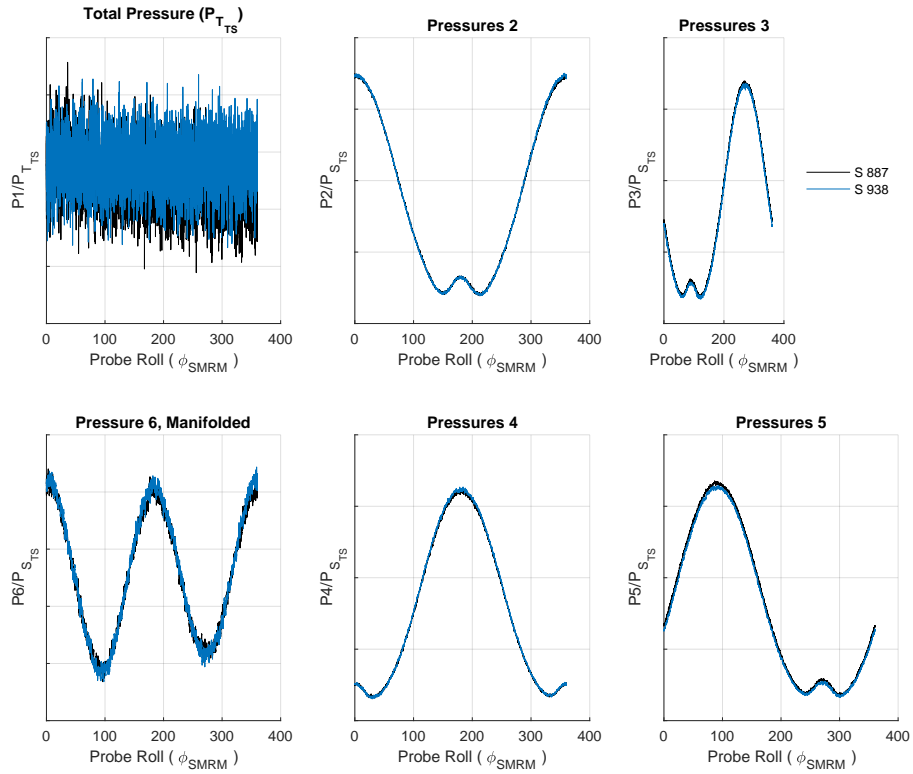 Total Pressure (P_T_TS)
P1/P_T_TS
0 100 200 300 400
Probe Roll ( ϕ_SMRM )
Pressures 2
P2/P_S_TS
0 100 200 300 400
Probe Roll ( ϕ_SMRM )
Pressures 3
P3/P_S_TS
0 200 400
Probe Roll ( ϕ_SMRM )
S 887
S 938
Pressure 6, Manifolded
P6/P_S_TS
0 100 200 300 400
Probe Roll ( ϕ_SMRM )
Pressures 4
P4/P_S_TS
0 100 200 300 400
Probe Roll ( ϕ_SMRM )
Pressures 5
P5/P_S_TS
0 100 200 300 400
Probe Roll ( ϕ_SMRM )